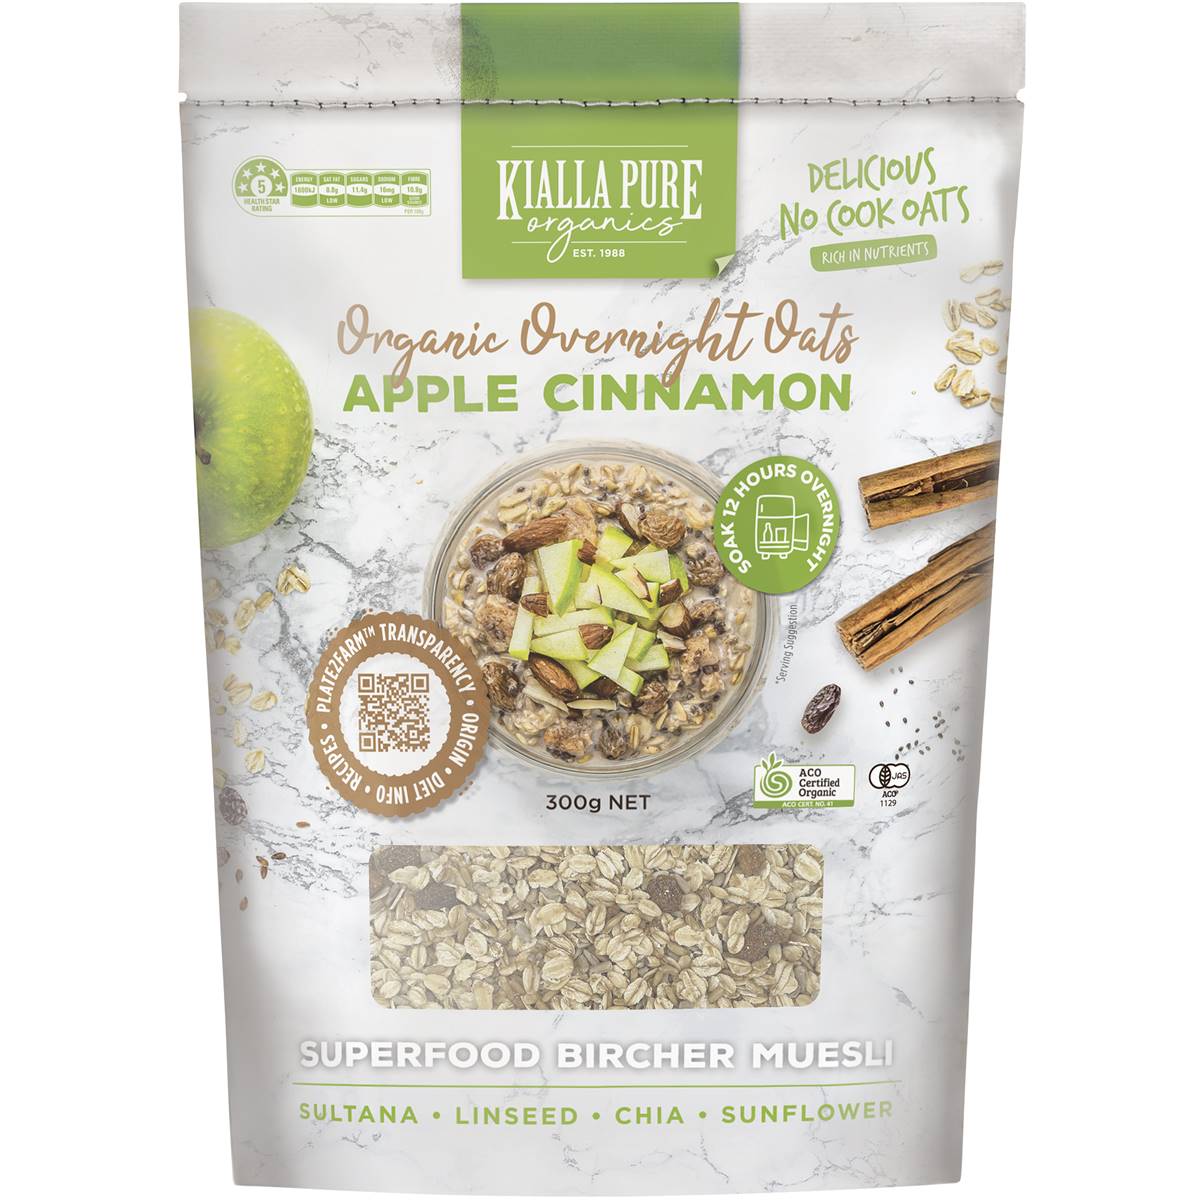 KIALLA PURE
organics
EST. 1988
5
HEALTH STAR
RATING
ENERGY
1600kJ
SAT FAT
0.8g
LOW
SUGARS
11.4g
SODIUM
16mg
LOW
FIBRE
10.9g
PER 100g
DELICIOUS
NO COOK OATS
RICH IN NUTRIENTS
Organic Overnight Oats
APPLE CINNAMON
SOAK 12 HOURS OVERNIGHT
*Serving Suggestion
PLATE2FARM™ TRANSPARENCY • ORIGIN • DIET INFO • RECIPES •
300g NET
ACO
Certified
Organic
ACO CERT. NO. 41
JAS
ACO
1129
SUPERFOOD BIRCHER MUESLI
SULTANA • LINSEED • CHIA • SUNFLOWER